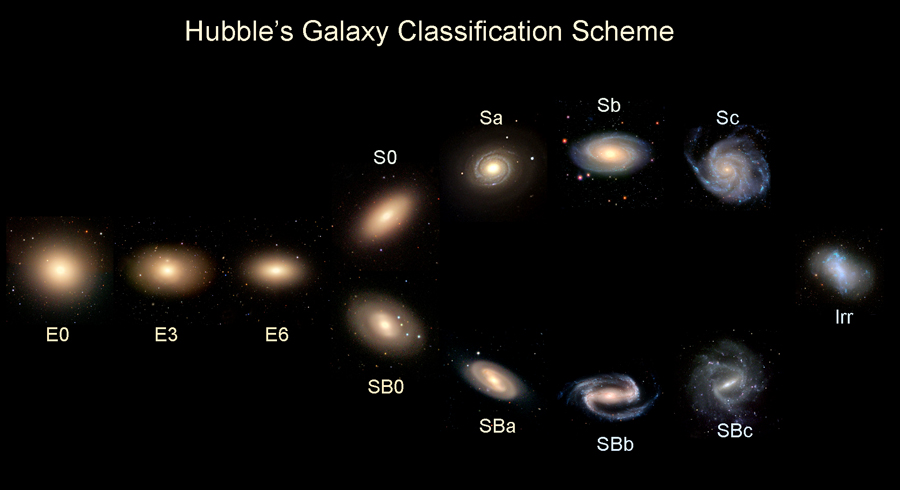 Hubble’s Galaxy Classification Scheme
Sa
Sb
Sc
S0
E0
E3
E6
Irr
SB0
SBa
SBb
SBc